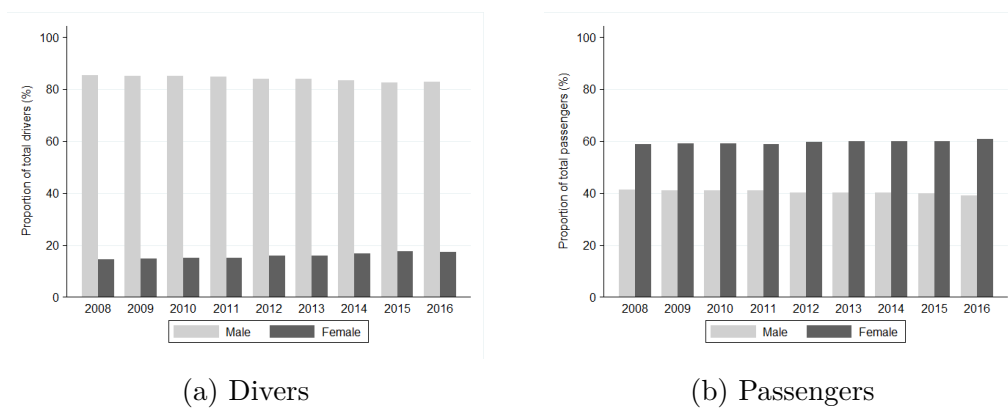 100
80
60
40
20
0
Proportion of total drivers (%)
2008 2009 2010 2011 2012 2013 2014 2015 2016
Male Female
(a) Divers
100
80
60
40
20
0
Proportion of total passengers (%)
2008 2009 2010 2011 2012 2013 2014 2015 2016
Male Female
(b) Passengers